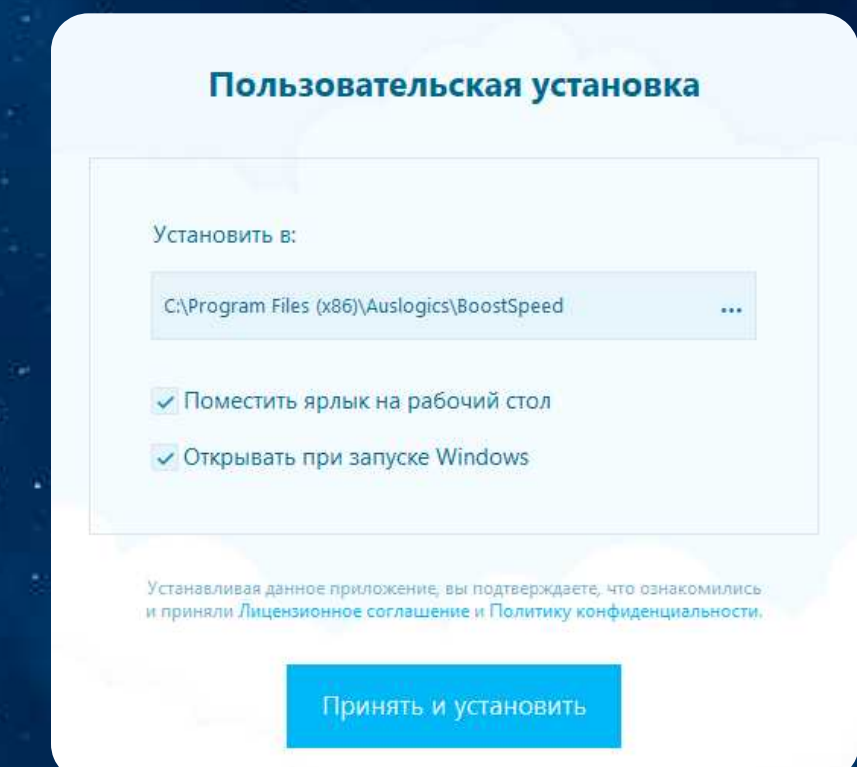 Пользовательская установка
Установить в:
C:\Program Files (x86)\Auslogics\BoostSpeed ...
Поместить ярлык на рабочий стол
Открывать при запуске Windows
Устанавливая данное приложение, вы подтверждаете, что ознакомились
и приняли Лицензионное соглашение и Политику конфиденциальности.
Принять и установить